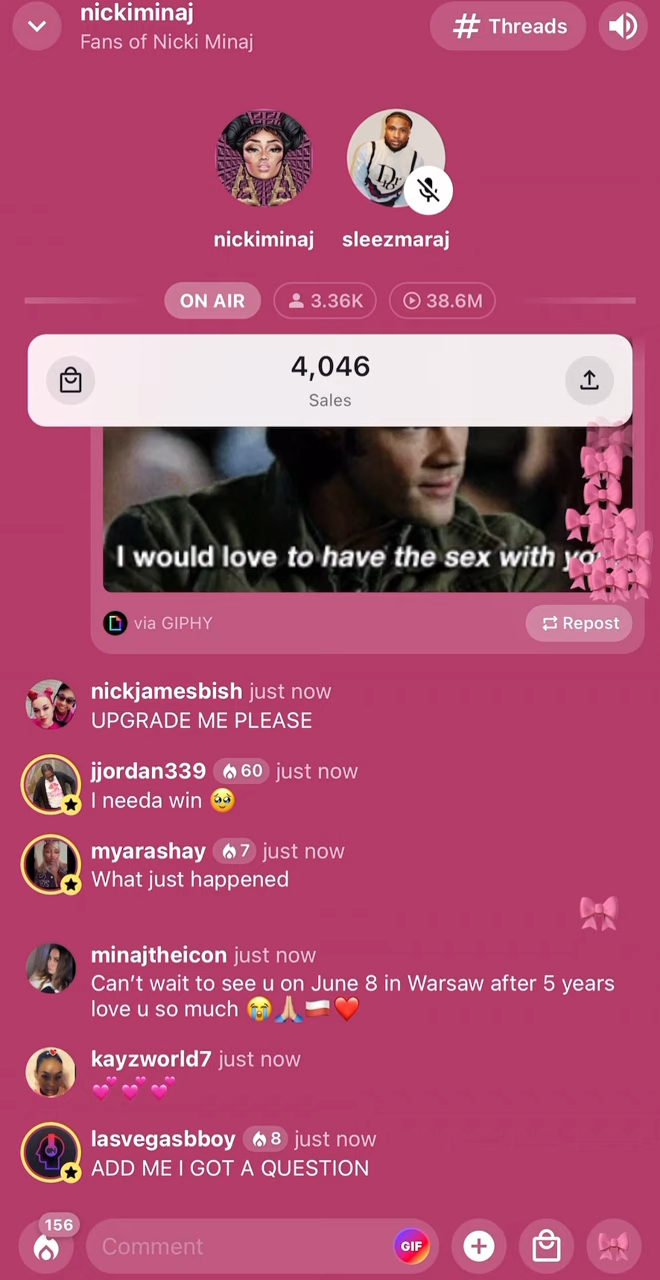 nickiminaj
Fans of Nicki Minaj
# Threads
nickiminaj
sleezmaraj
ON AIR
3.36K
38.6M
4,046
Sales
I would love to have the sex with
via GIPHY
Repost
nickjamesbish just now
UPGRADE ME PLEASE
jjordan339 60 just now
I needa win 🥹
myarashay 7 just now
What just happened
minajtheicon just now
Can’t wait to see u on June 8 in Warsaw after 5 years
love u so much 😭🙏🏼🇵🇱❤️
kayzworld7 just now
💕💕💕
lasvegasbboy 8 just now
ADD ME I GOT A QUESTION
156
Comment
GIF